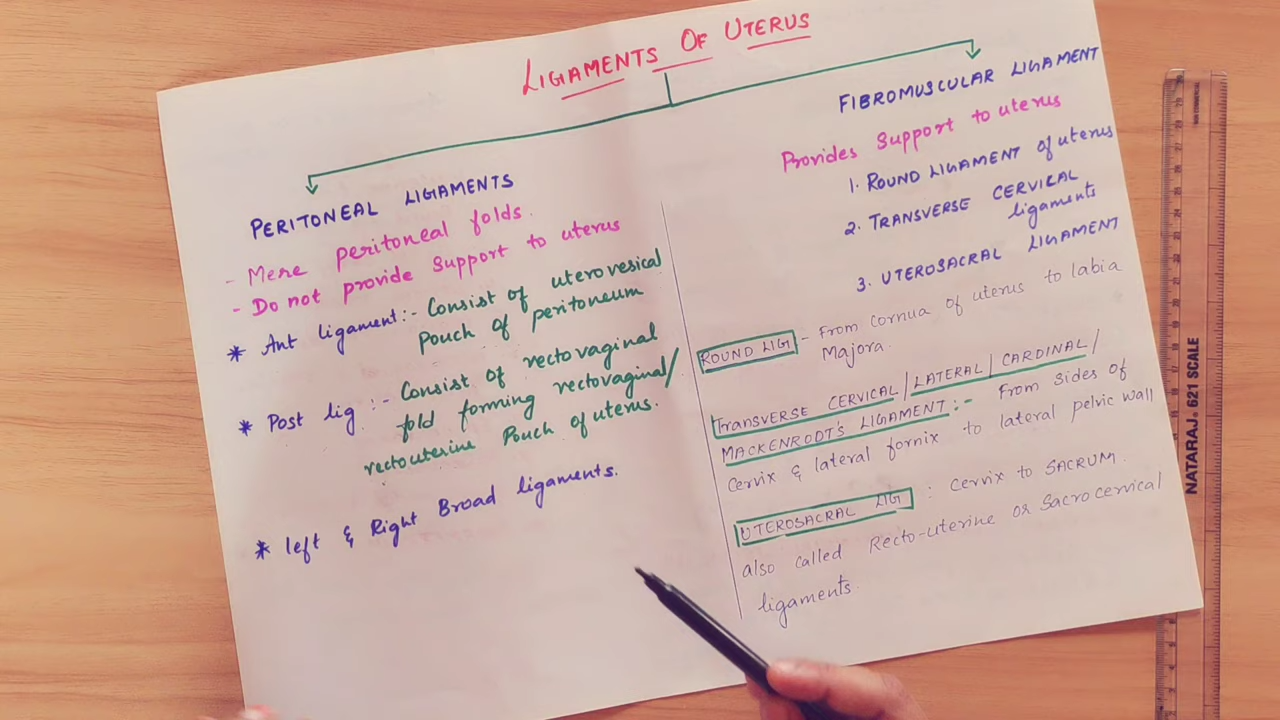 LIGAMENTS OF UTERUS
PERITONEAL LIGAMENTS
- Mere peritoneal folds.
- Do not provide support to uterus
* Ant ligament:- Consist of uterovesical
Pouch of peritoneum
* Post lig :- Consist of rectovaginal
fold forming rectovaginal/
rectouterine Pouch of uterus.
* left & Right Broad ligaments.
FIBROMUSCULAR LIGAMENT
Provides Support to uterus
1. ROUND LIGAMENT of uterus
2. TRANSVERSE CERVICAL
ligaments
3. UTEROSACRAL LIGAMENT
ROUND LIG - From Cornua of uterus to labia
Majora.
TRANSVERSE CERVICAL/LATERAL/CARDINAL/
MACKENRODT'S LIGAMENT:- From sides of
Cervix & lateral fornix to lateral pelvic wall
UTEROSACRAL LIG : Cervix to SACRUM.
also called Recto-uterine or Sacrocervical
ligaments.
NATARAJ 621 SCALE